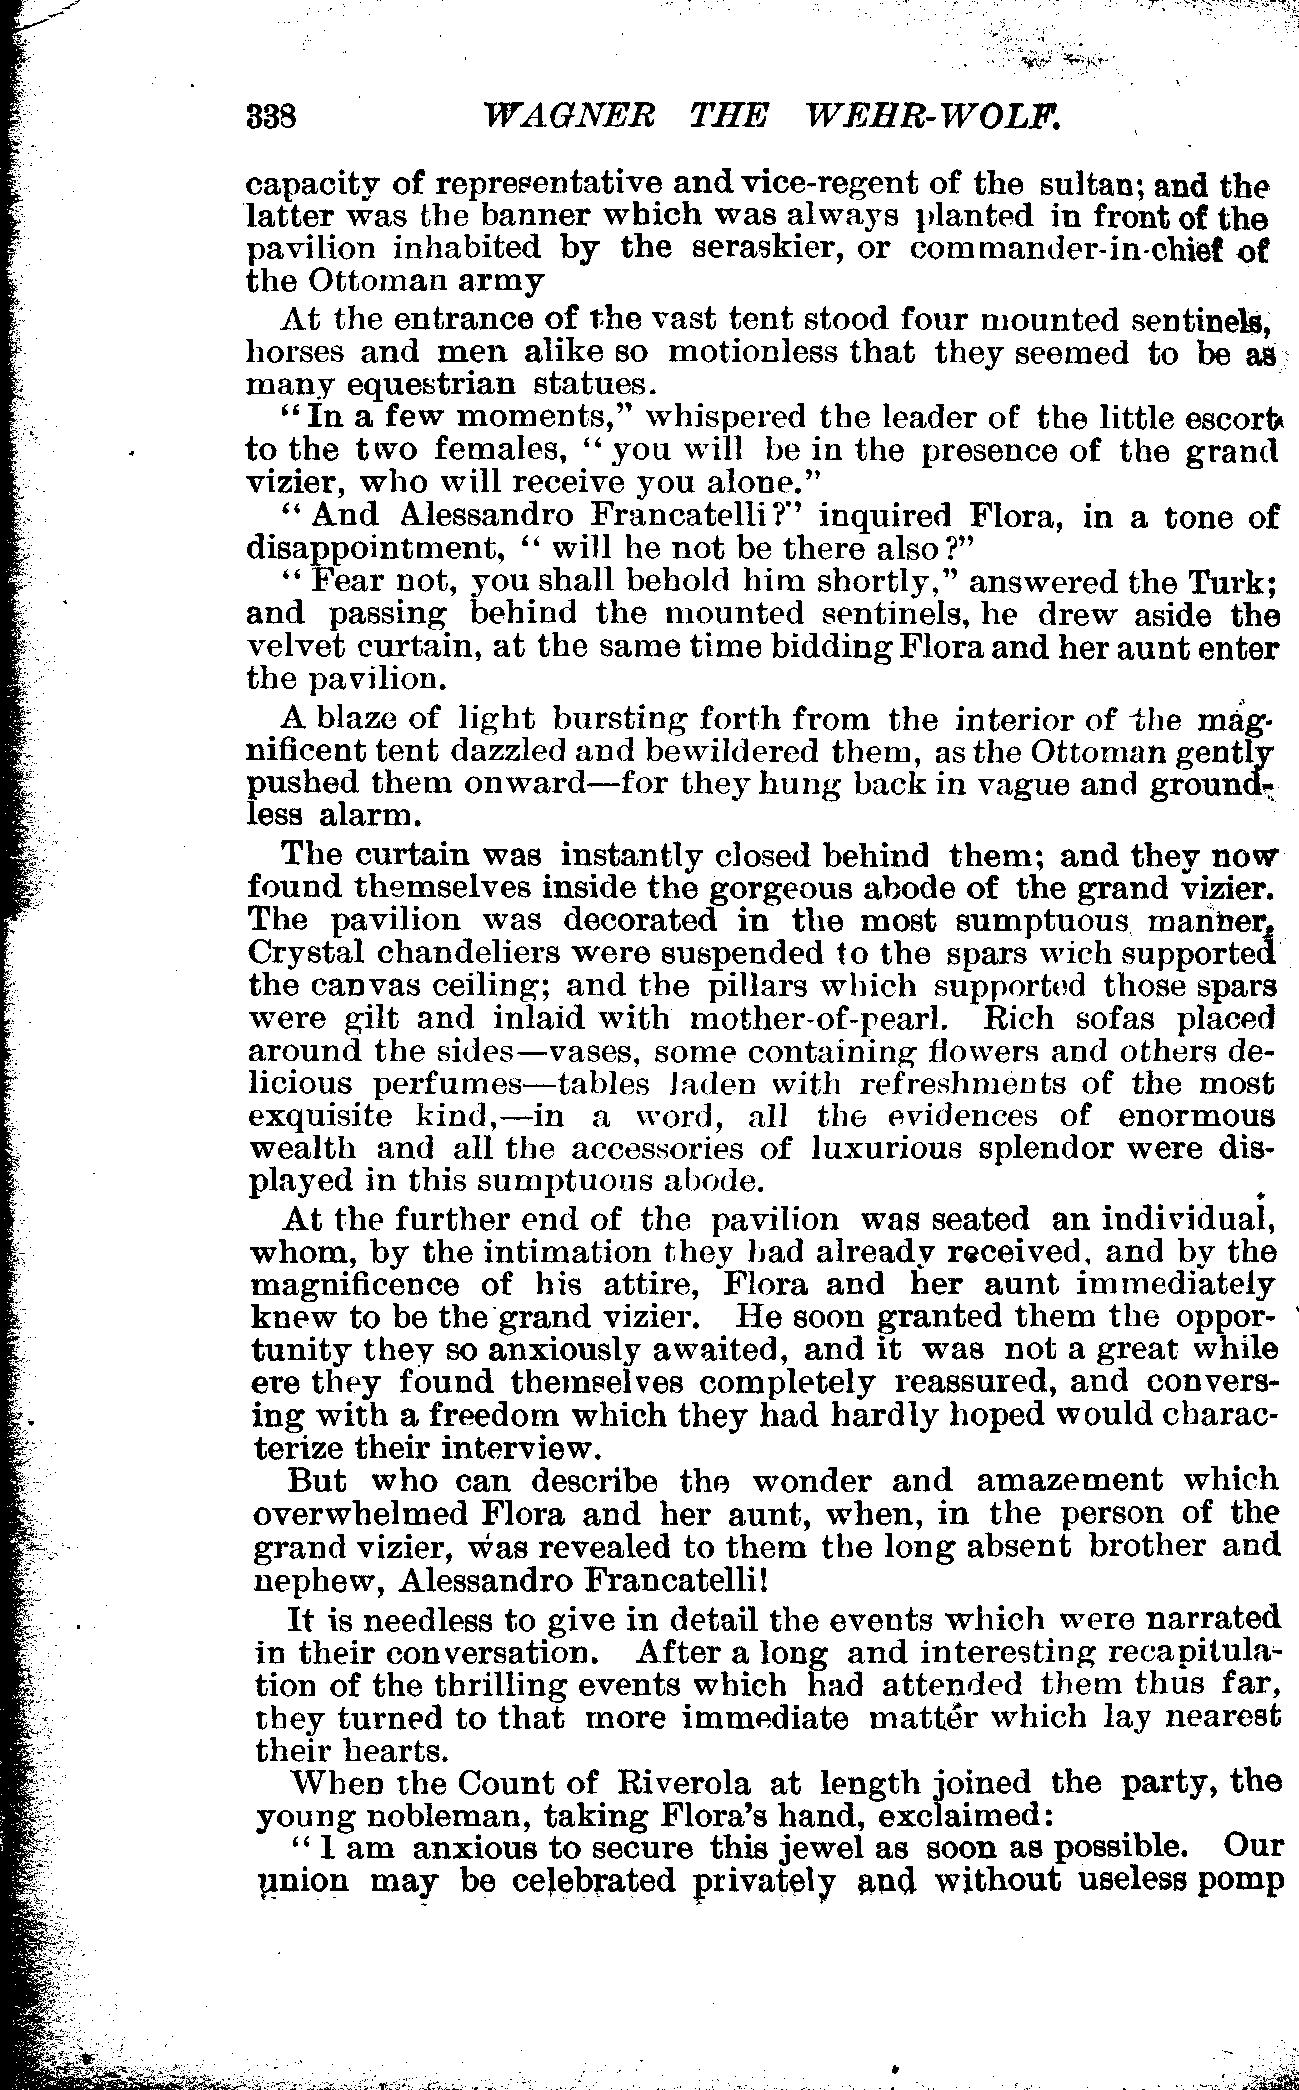 338 WAGNER THE WEHR-WOLF.
capacity of representative and vice-regent of the sultan; and the
latter was the banner which was always planted in front of the
pavilion inhabited by the seraskier, or commander-in-chief of
the Ottoman army
At the entrance of the vast tent stood four mounted sentinels,
horses and men alike so motionless that they seemed to be as
many equestrian statues.
"In a few moments," whispered the leader of the little escort
to the two females, "you will be in the presence of the grand
vizier, who will receive you alone."
"And Alessandro Francatelli?" inquired Flora, in a tone of
disappointment, "will he not be there also?"
"Fear not, you shall behold him shortly," answered the Turk;
and passing behind the mounted sentinels, he drew aside the
velvet curtain, at the same time bidding Flora and her aunt enter
the pavilion.
A blaze of light bursting forth from the interior of the mag-
nificent tent dazzled and bewildered them, as the Ottoman gently
pushed them onward—for they hung back in vague and ground-
less alarm.
The curtain was instantly closed behind them; and they now
found themselves inside the gorgeous abode of the grand vizier.
The pavilion was decorated in the most sumptuous manner.
Crystal chandeliers were suspended to the spars wich supported
the canvas ceiling; and the pillars which supported those spars
were gilt and inlaid with mother-of-pearl. Rich sofas placed
around the sides—vases, some containing flowers and others de-
licious perfumes—tables laden with refreshments of the most
exquisite kind,—in a word, all the evidences of enormous
wealth and all the accessories of luxurious splendor were dis-
played in this sumptuous abode.
At the further end of the pavilion was seated an individual,
whom, by the intimation they had already received, and by the
magnificence of his attire, Flora and her aunt immediately
knew to be the grand vizier. He soon granted them the oppor-
tunity they so anxiously awaited, and it was not a great while
ere they found themselves completely reassured, and convers-
ing with a freedom which they had hardly hoped would charac-
terize their interview.
But who can describe the wonder and amazement which
overwhelmed Flora and her aunt, when, in the person of the
grand vizier, was revealed to them the long absent brother and
nephew, Alessandro Francatelli!
It is needless to give in detail the events which were narrated
in their conversation. After a long and interesting recapitula-
tion of the thrilling events which had attended them thus far,
they turned to that more immediate matter which lay nearest
their hearts.
When the Count of Riverola at length joined the party, the
young nobleman, taking Flora's hand, exclaimed:
"I am anxious to secure this jewel as soon as possible. Our
union may be celebrated privately and without useless pomp